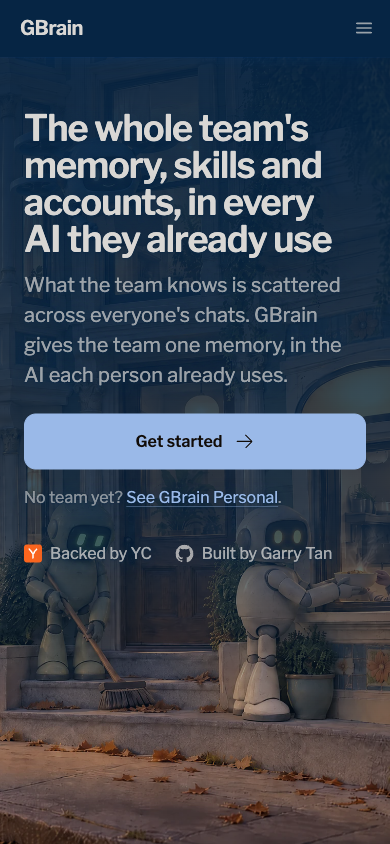 GBrain
The whole team's
memory, skills and
accounts, in every
AI they already use
What the team knows is scattered
across everyone's chats. GBrain
gives the team one memory, in the
AI each person already uses.
Get started →
No team yet? See GBrain Personal.
Y Backed by YC Built by Garry Tan